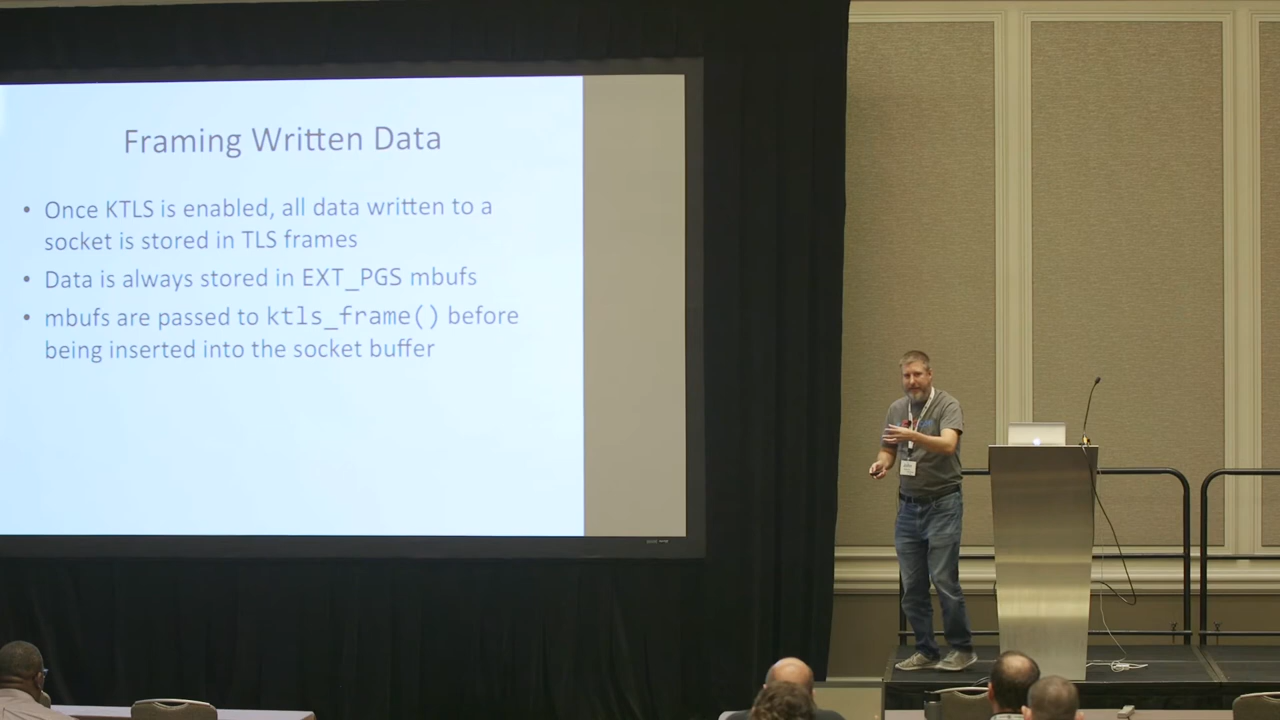 Framing Written Data
• Once KTLS is enabled, all data written to a
socket is stored in TLS frames
• Data is always stored in EXT_PGS mbufs
• mbufs are passed to ktls_frame() before
being inserted into the socket buffer